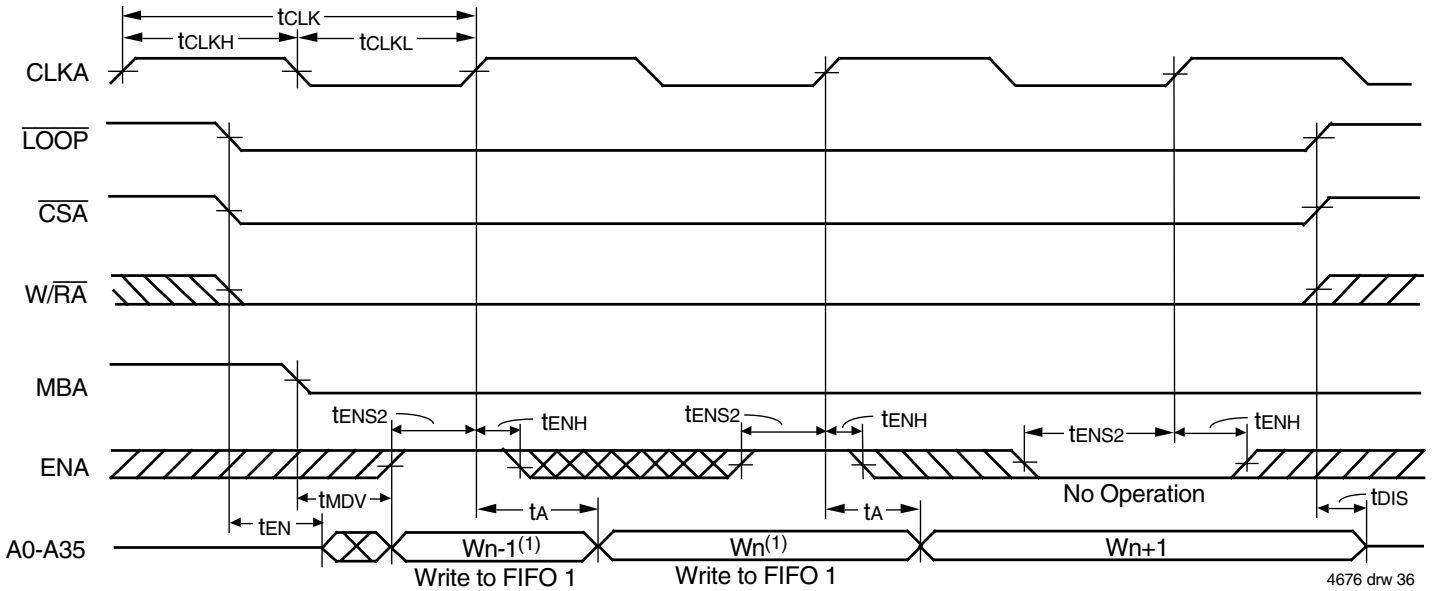 tCLK
tCLKH tCLKL
CLKA
LOOP
CSA
W/RA
MBA
tENS2 tENH tENS2 tENH tENS2 tENH
ENA
No Operation
tMDV tA tA tDIS
tEN
A0-A35 Wn-1(1) Wn(1) Wn+1
Write to FIFO 1 Write to FIFO 1
4676 drw 36